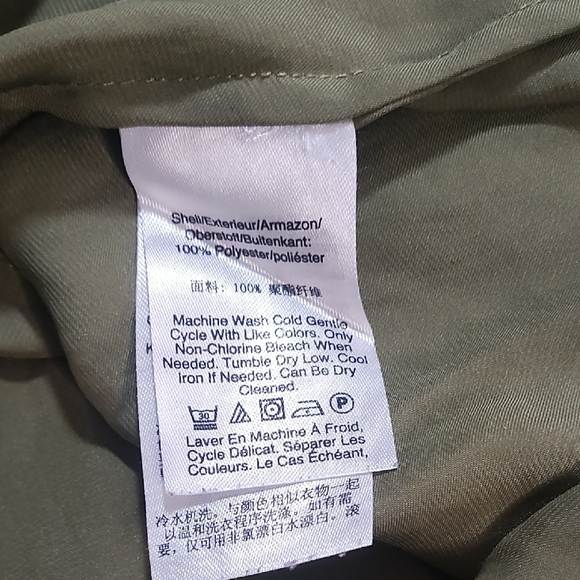 Shell/Exterieur/Armazon/
Oberstoff/Buitenkant:
100% Polyester/poliéster
面料: 100% 聚酯纤维
Machine Wash Cold Gentle
Cycle With Like Colors. Only
Non-Chlorine Bleach When
Needed. Tumble Dry Low. Cool
Iron If Needed. Can Be Dry
Cleaned.
30 P
Laver En Machine À Froid,
Cycle Délicat. Séparer Les
Couleurs. Le Cas Échéant,
冷水机洗。与颜色相似衣物一起
以温和洗衣程序洗涤。如有需
要，仅可用非氯漂白水漂白。滚